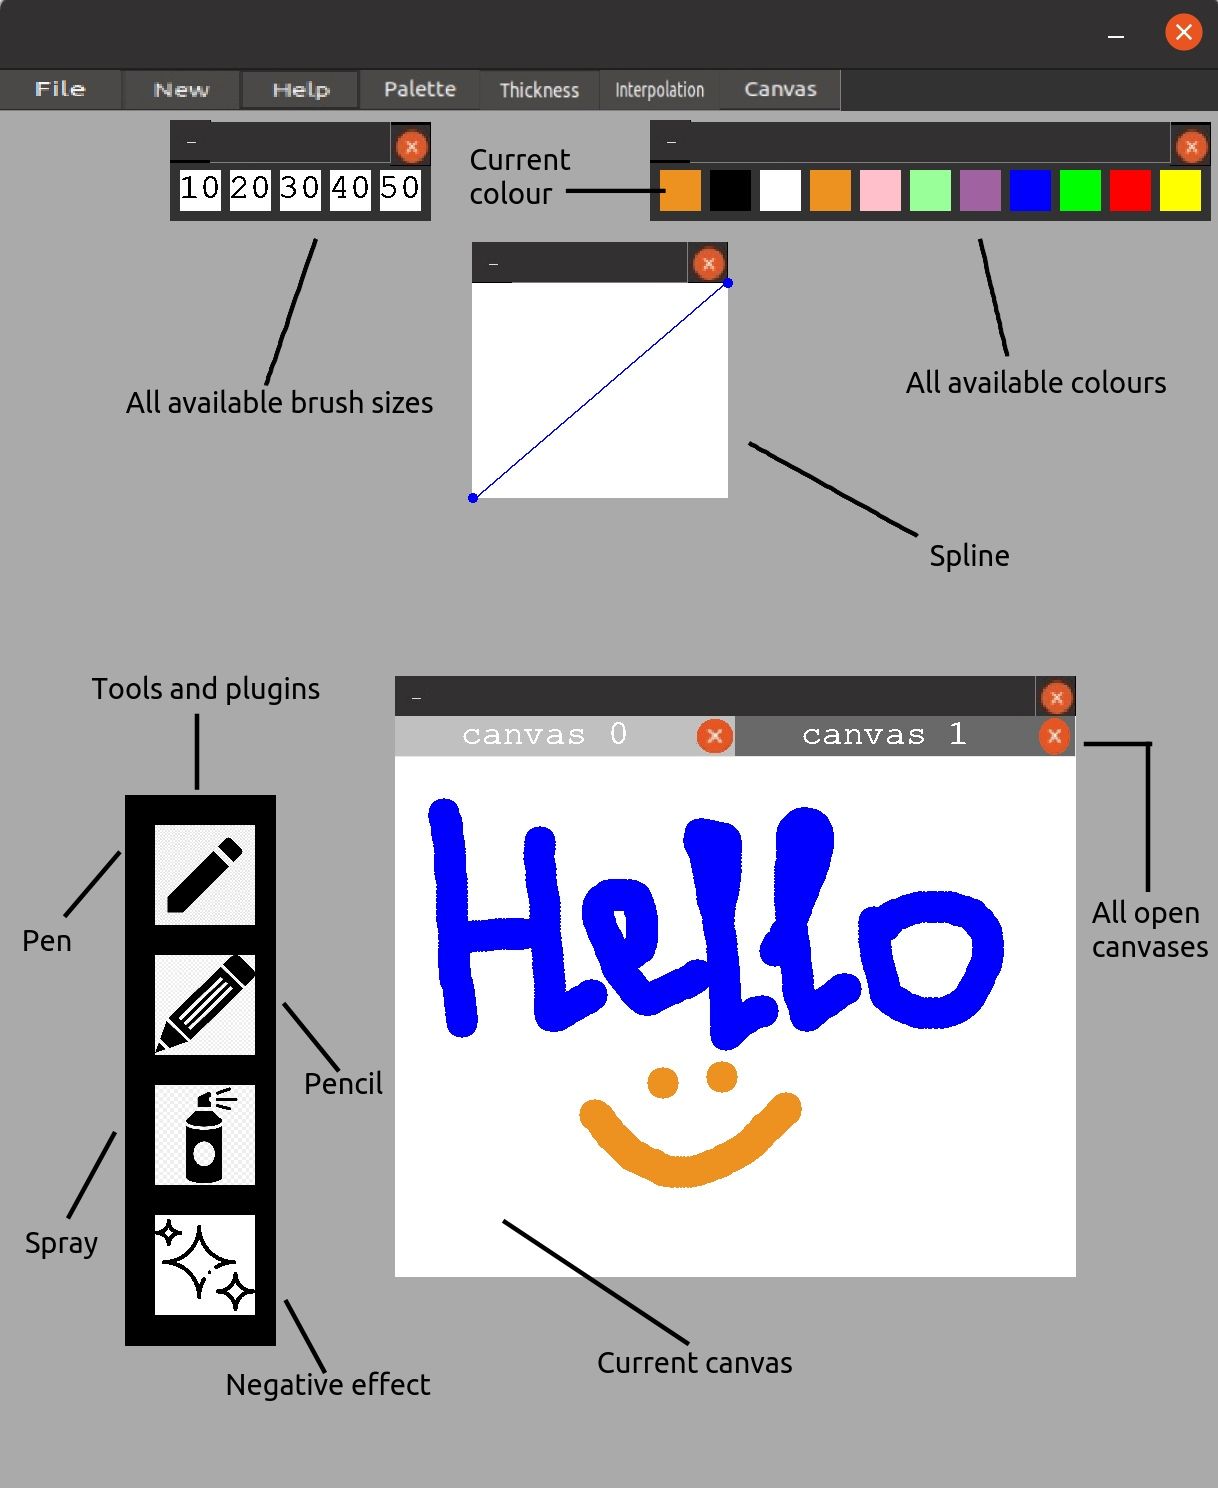 File New Help Palette Thickness Interpolation Canvas
10 20 30 40 50
Current
colour
All available brush sizes
All available colours
Spline
Tools and plugins
canvas 0 canvas 1
Hello
Pen
All open
canvases
Pencil
Spray
Current canvas
Negative effect